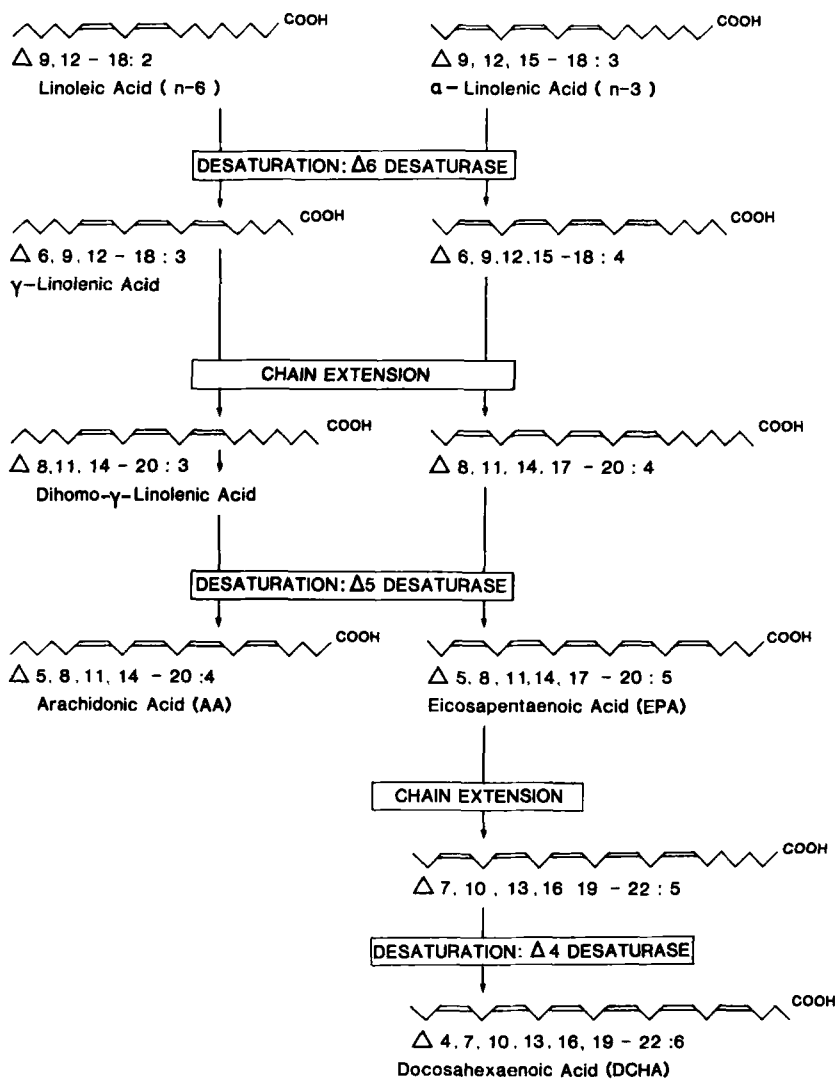 COOH
△ 9, 12 - 18: 2
Linoleic Acid ( n-6)
COOH
△ 9, 12, 15 - 18 : 3
α- Linolenic Acid ( n-3 )
DESATURATION: Δ6 DESATURASE
COOH
△ 6, 9, 12 - 18 : 3
γ-Linolenic Acid
COOH
△ 6, 9, 12, 15 - 18 : 4
CHAIN EXTENSION
COOH
△ 8, 11, 14 - 20 : 3
Dihomo-γ-Linolenic Acid
COOH
△ 8, 11, 14, 17 - 20 : 4
DESATURATION: Δ5 DESATURASE
COOH
△ 5, 8, 11, 14 - 20 :4
Arachidonic Acid (AA)
COOH
△ 5, 8, 11, 14, 17 - 20 : 5
Eicosapentaenoic Acid (EPA)
CHAIN EXTENSION
COOH
△ 7, 10 , 13, 16 19 - 22 : 5
DESATURATION: Δ 4 DESATURASE
COOH
△ 4, 7, 10, 13, 16, 19 - 22 :6
Docosahexaenoic Acid (DCHA)